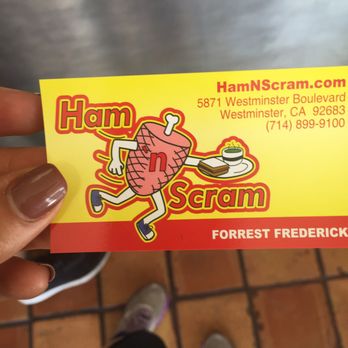 HamNScram.com
5871 Westminster Boulevard
Westminster, CA 92683
(714) 899-9100
Ham
n
Scram
FORREST FREDERICK